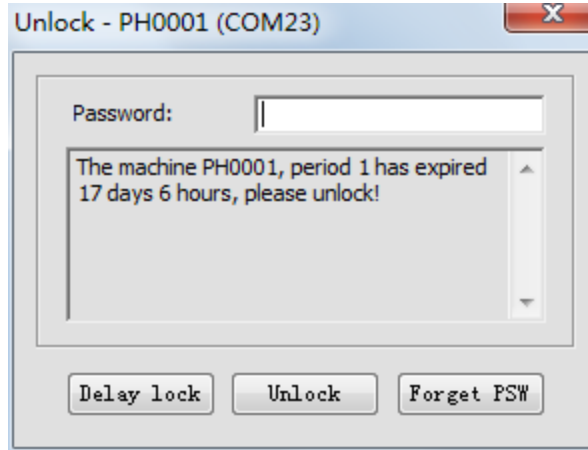 Unlock - PH0001 (COM23)
Password:
The machine PH0001, period 1 has expired
17 days 6 hours, please unlock!
Delay lock
Unlock
Forget PSW